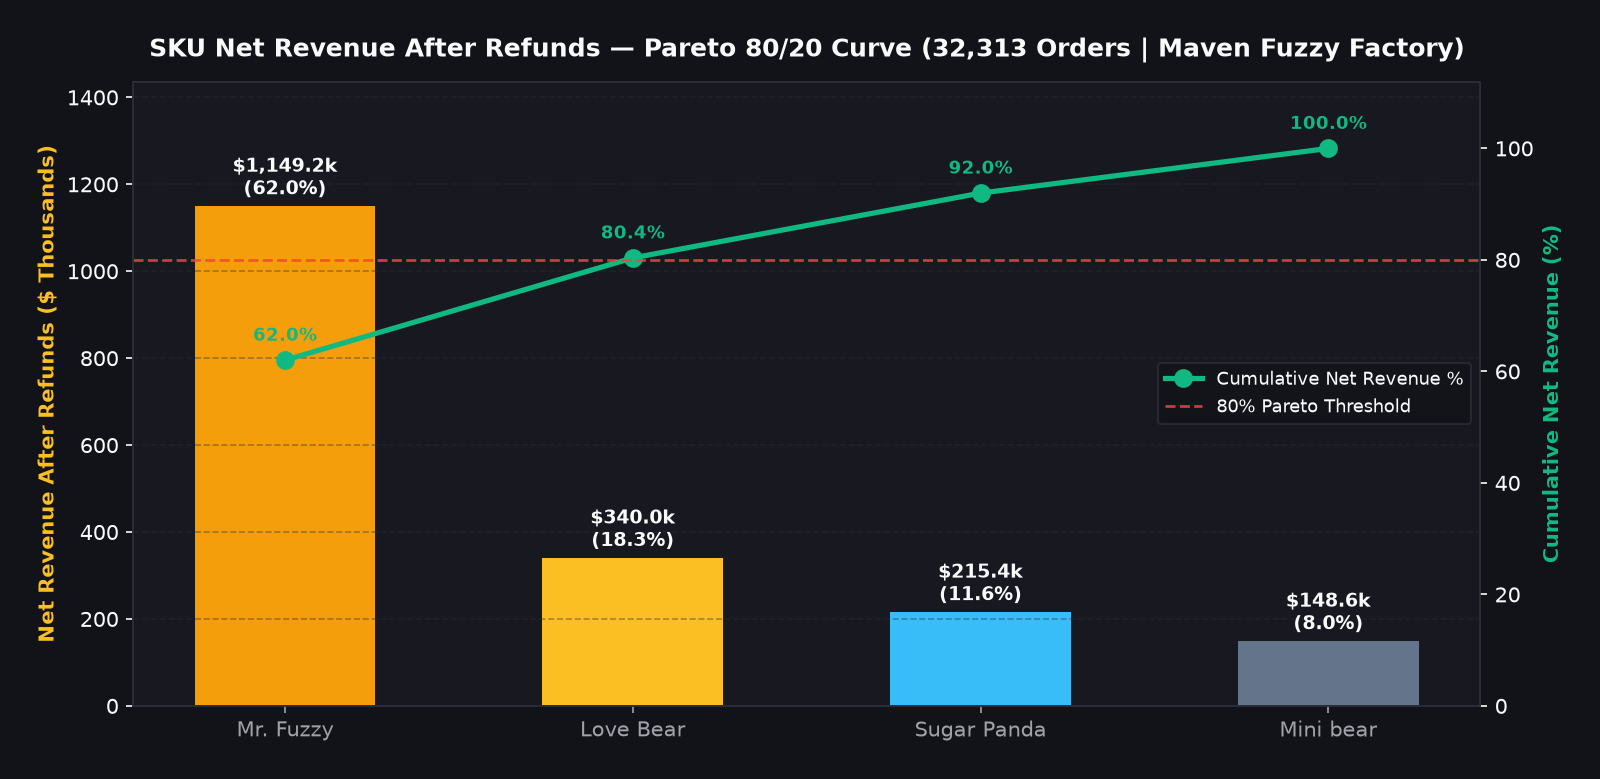 SKU Net Revenue After Refunds — Pareto 80/20 Curve (32,313 Orders | Maven Fuzzy Factory)
Net Revenue After Refunds ($ Thousands)
1400
1200
1000
800
600
400
200
0
$1,149.2k
(62.0%)
$340.0k
(18.3%)
$215.4k
(11.6%)
$148.6k
(8.0%)
62.0%
80.4%
92.0%
100.0%
Cumulative Net Revenue %
80% Pareto Threshold
100
80
60
40
20
0
Cumulative Net Revenue (%)
Mr. Fuzzy
Love Bear
Sugar Panda
Mini bear